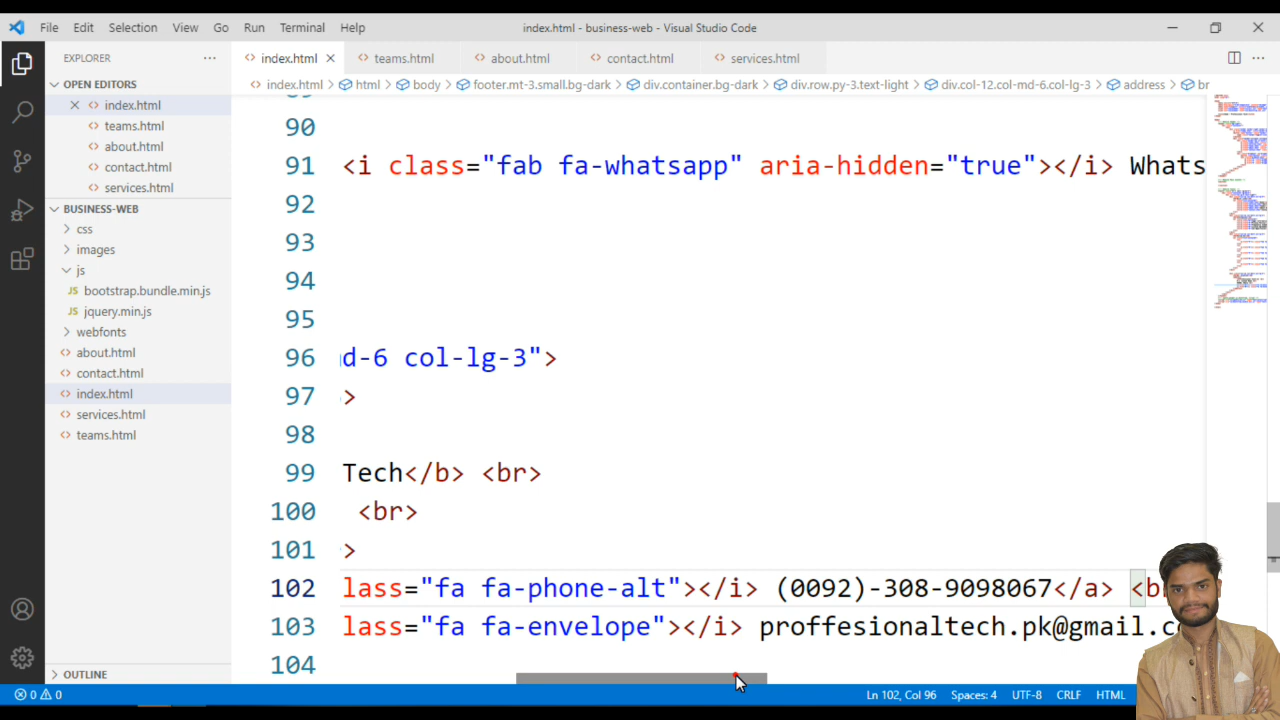 File Edit Selection View Go Run Terminal Help
index.html - business-web - Visual Studio Code
EXPLORER
OPEN EDITORS
index.html
teams.html
about.html
contact.html
services.html
BUSINESS-WEB
css
images
js
JS bootstrap.bundle.min.js
JS jquery.min.js
webfonts
about.html
contact.html
index.html
services.html
teams.html
OUTLINE
index.html teams.html about.html contact.html services.html
index.html > html > body > footer.mt-3.small.bg-dark > div.container.bg-dark > div.row.py-3.text-light > div.col-12.col-md-6.col-lg-3 > address > br
90
91 <i class="fab fa-whatsapp" aria-hidden="true"></i> Whats
92
93
94
95
96 d-6 col-lg-3">
97 >
98
99 Tech</b> <br>
100 <br>
101 >
102 lass="fa fa-phone-alt"></i> (0092)-308-9098067</a> <b
103 lass="fa fa-envelope"></i> proffesionaltech.pk@gmail.c
104
0 0 Ln 102, Col 96 Spaces: 4 UTF-8 CRLF HTML